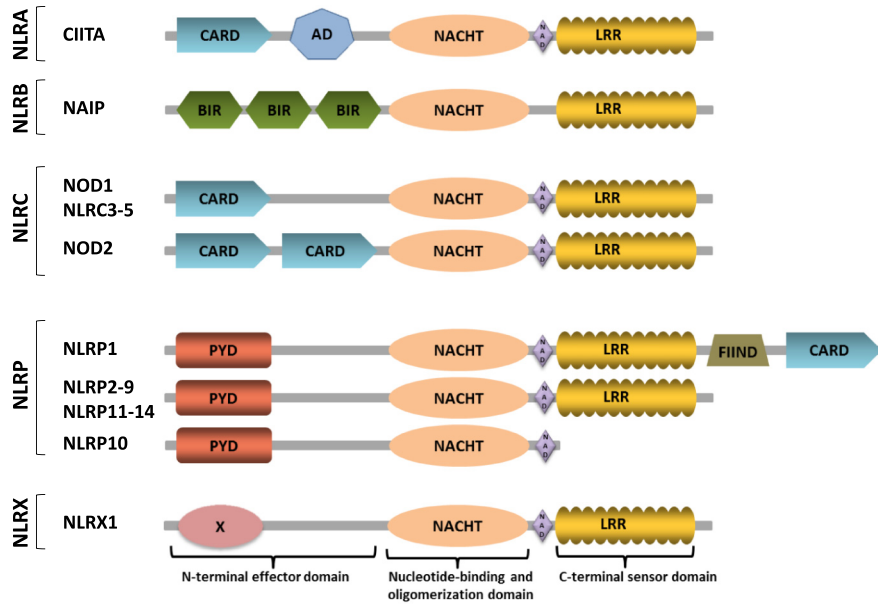 NLRA
CIITA
CARD
AD
NACHT
NAD
LRR
NLRB
NAIP
BIR
BIR
BIR
NACHT
LRR
NLRC
NOD1
NLRC3-5
CARD
NACHT
NAD
LRR
NOD2
CARD
CARD
NACHT
NAD
LRR
NLRP
NLRP1
PYD
NACHT
NAD
LRR
FIIND
CARD
NLRP2-9
NLRP11-14
PYD
NACHT
NAD
LRR
NLRP10
PYD
NACHT
NAD
NLRX
NLRX1
X
NACHT
NAD
LRR
N-terminal effector domain
Nucleotide-binding and
oligomerization domain
C-terminal sensor domain